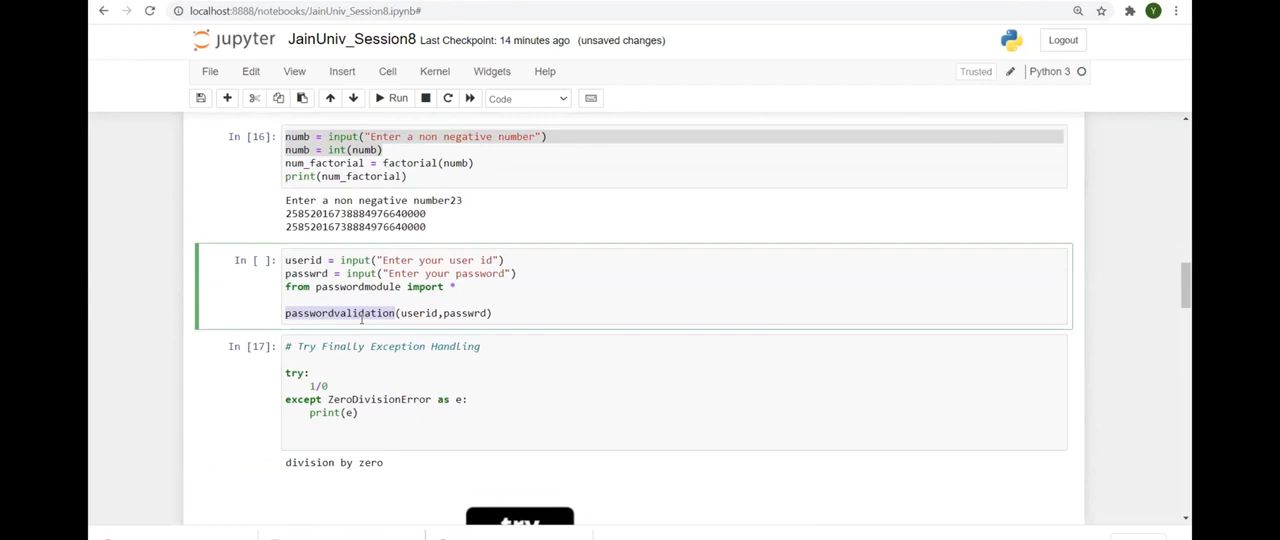 localhost:8888/notebooks/JainUniv_Session8.ipynb#
Y
jupyter JainUniv_Session8 Last Checkpoint: 14 minutes ago (unsaved changes)
Logout
File Edit View Insert Cell Kernel Widgets Help
Trusted Python 3
Run Code
In [16]: numb = input("Enter a non negative number")
numb = int(numb)
num_factorial = factorial(numb)
print(num_factorial)
Enter a non negative number23
25852016738884976640000
25852016738884976640000
In [ ]: userid = input("Enter your user id")
passwrd = input("Enter your password")
from passwordmodule import *
passwordvalidation(userid,passwrd)
In [17]: # Try Finally Exception Handling
try:
1/0
except ZeroDivisionError as e:
print(e)
division by zero
try